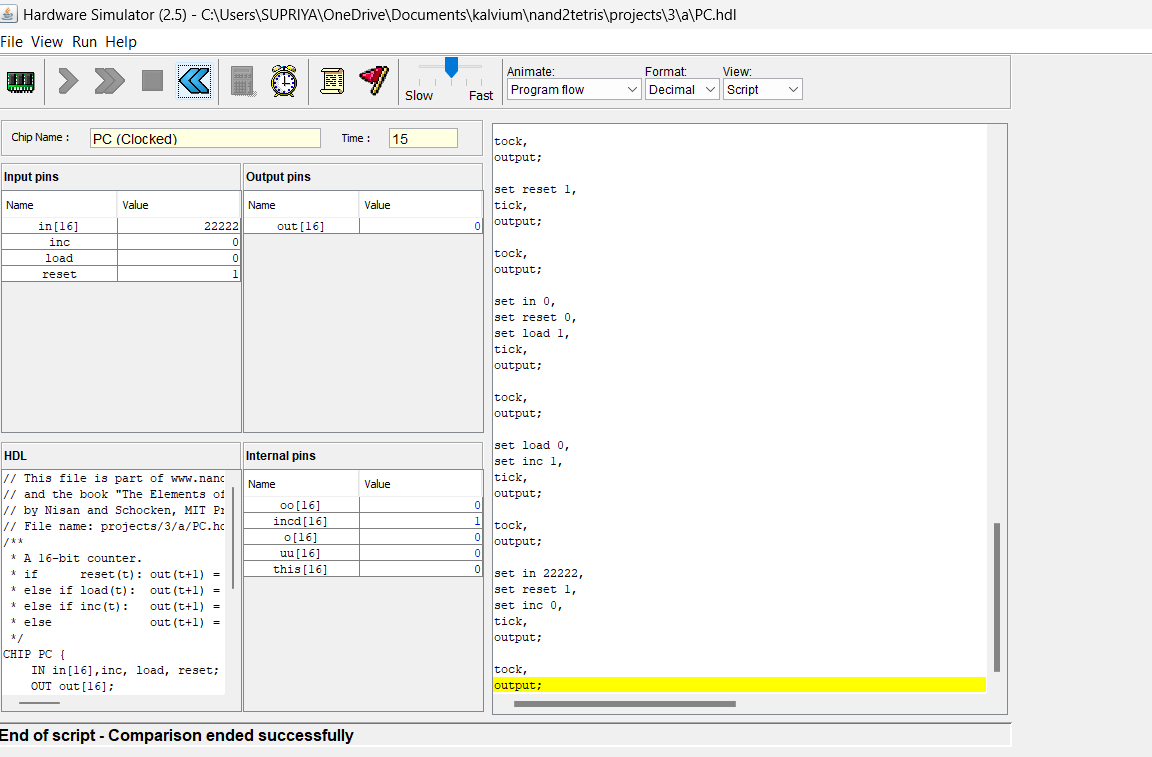 Hardware Simulator (2.5) - C:\Users\SUPRIYA\OneDrive\Documents\kalvium\nand2tetris\projects\3\a\PC.hdl
File View Run Help
Slow Fast
Animate: Format: View:
Program flow Decimal Script
Chip Name : PC (Clocked) Time : 15
Input pins
Name Value
in[16] 22222
inc 0
load 0
reset 1
Output pins
Name Value
out[16] 0
HDL
// This file is part of www.nand
// and the book "The Elements of
// by Nisan and Schocken, MIT Pr
// File name: projects/3/a/PC.hd
/**
* A 16-bit counter.
* if reset(t): out(t+1) =
* else if load(t): out(t+1) =
* else if inc(t): out(t+1) =
* else out(t+1) =
*/
CHIP PC {
IN in[16],inc, load, reset;
OUT out[16];
Internal pins
Name Value
oo[16] 0
incd[16] 1
o[16] 0
uu[16] 0
this[16] 0
tock,
output;
set reset 1,
tick,
output;
tock,
output;
set in 0,
set reset 0,
set load 1,
tick,
output;
tock,
output;
set load 0,
set inc 1,
tick,
output;
tock,
output;
set in 22222,
set reset 1,
set inc 0,
tick,
output;
tock,
output;
End of script - Comparison ended successfully